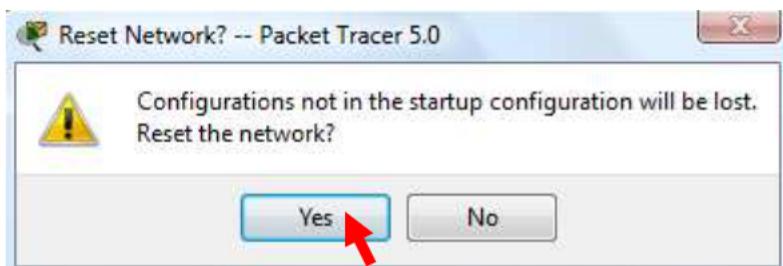 Reset Network? -- Packet Tracer 5.0
Configurations not in the startup configuration will be lost.
Reset the network?
Yes
No